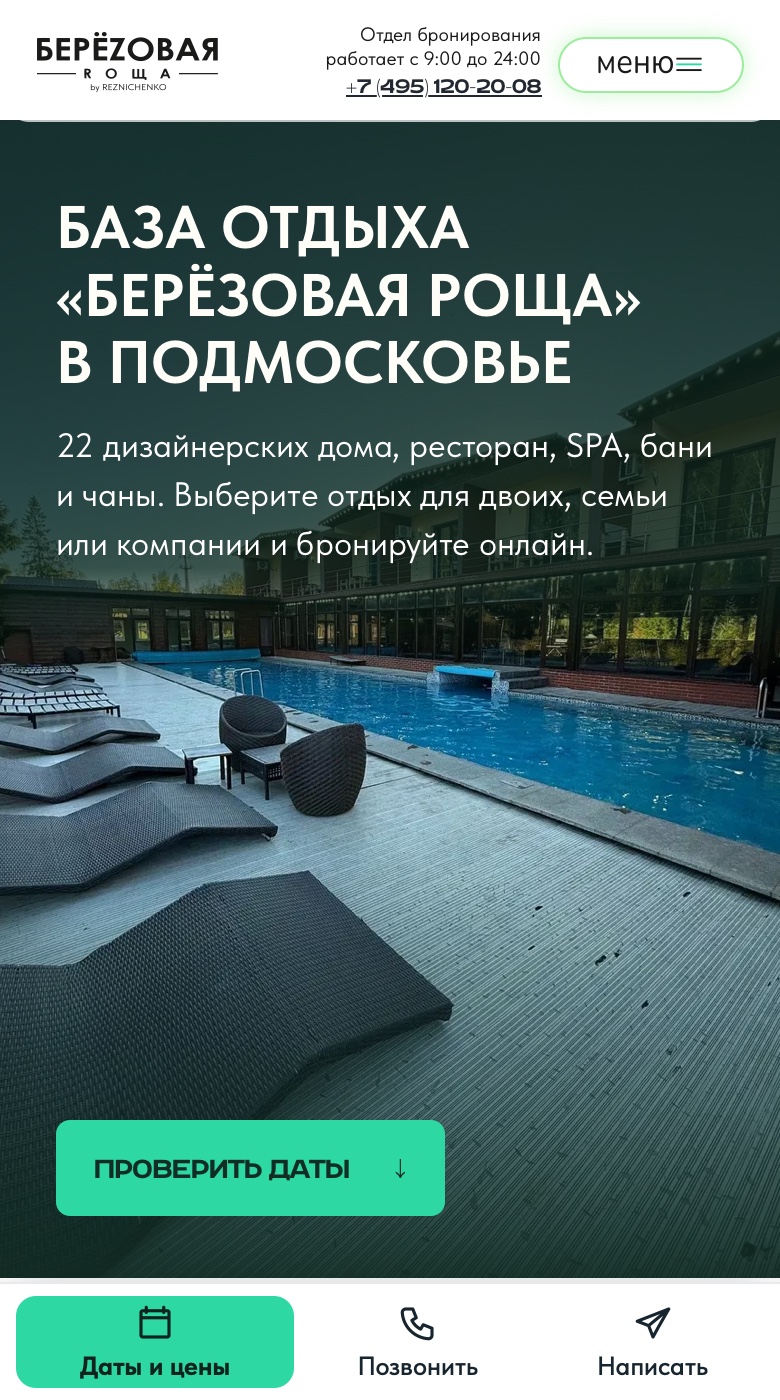 БЕРЁZОВАЯ
РОЩА
by REZNICHENKO
Отдел бронирования
работает с 9:00 до 24:00
+7 (495) 120-20-08
меню
БАЗА ОТДЫХА
«БЕРЁЗОВАЯ РОЩА»
В ПОДМОСКОВЬЕ
22 дизайнерских дома, ресторан, SPA, бани
и чаны. Выберите отдых для двоих, семьи
или компании и бронируйте онлайн.
ПРОВЕРИТЬ ДАТЫ ↓
Даты и цены
Позвонить
Написать